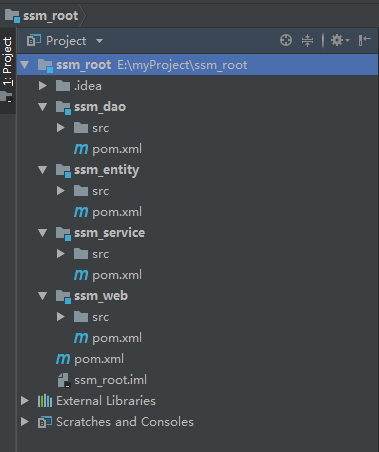 ssm_root
1: Project
Project
ssm_root E:\myProject\ssm_root
.idea
ssm_dao
src
m pom.xml
ssm_entity
src
m pom.xml
ssm_service
src
m pom.xml
ssm_web
src
m pom.xml
m pom.xml
ssm_root.iml
External Libraries
Scratches and Consoles